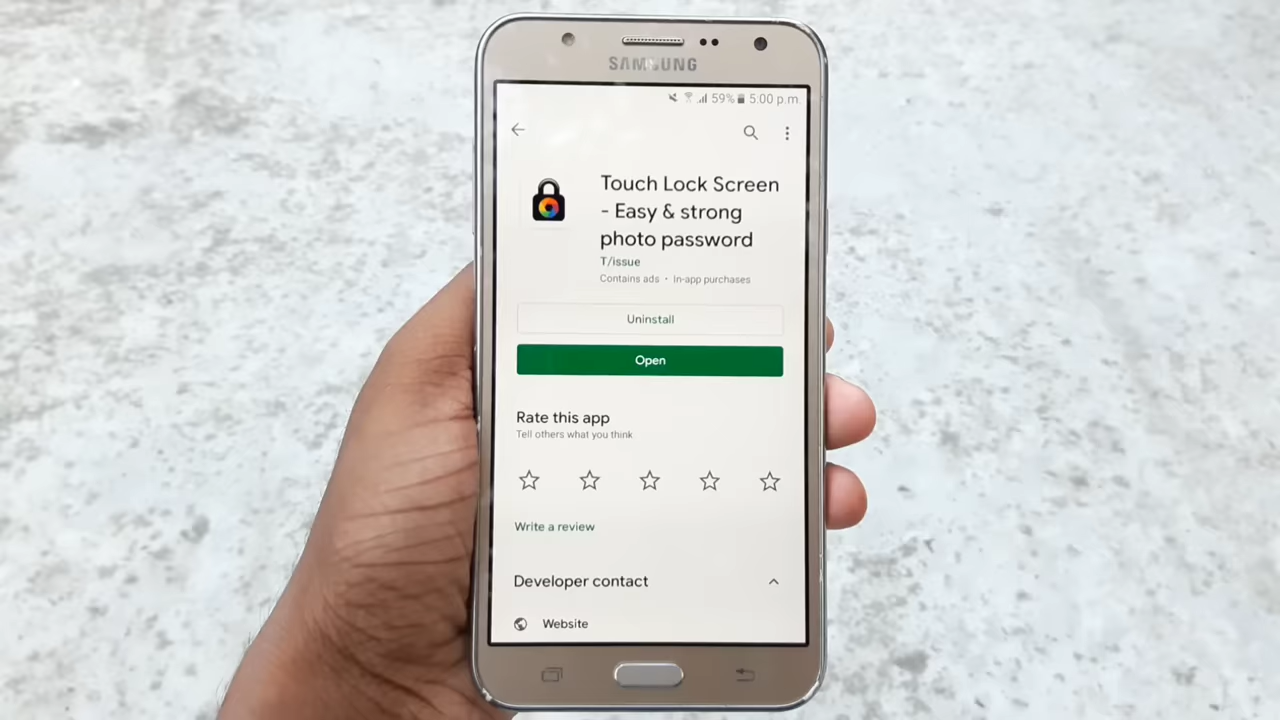 SAMSUNG
59% 5:00 p.m.
Touch Lock Screen
- Easy & strong
photo password
T/issue
Contains ads • In-app purchases
Uninstall
Open
Rate this app
Tell others what you think
Write a review
Developer contact
Website